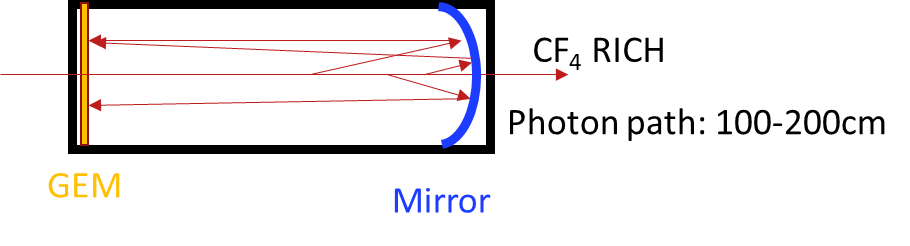 CF₄ RICH
Photon path: 100-200cm
GEM
Mirror